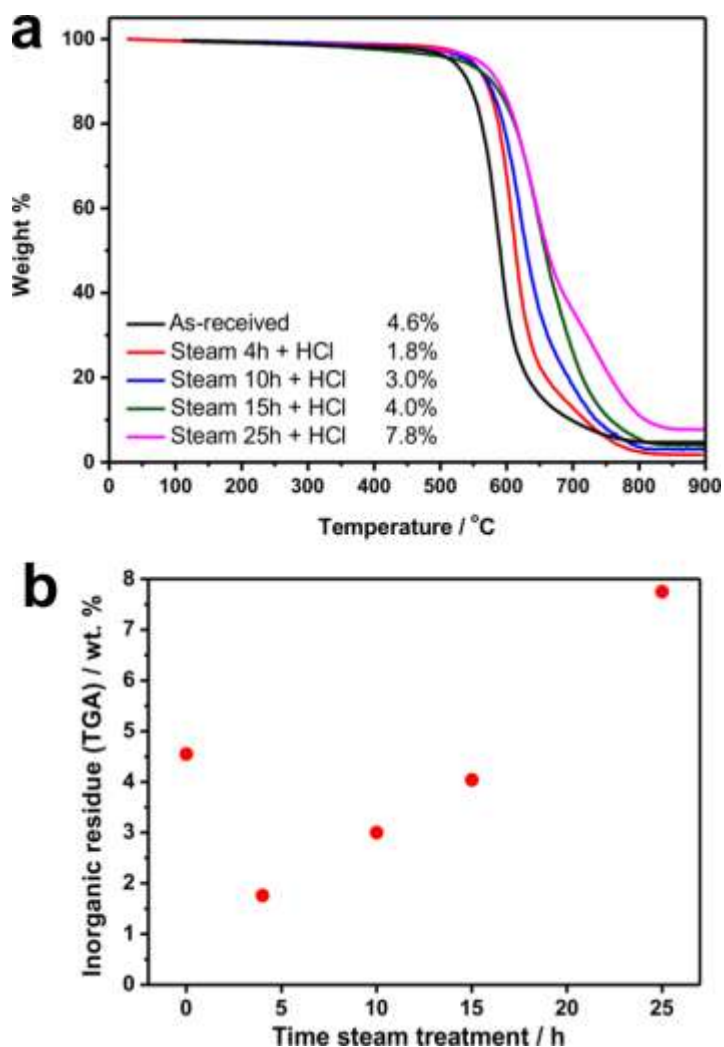 a
100
80
60
40
20
0
Weight %
As-received 4.6%
Steam 4h + HCl 1.8%
Steam 10h + HCl 3.0%
Steam 15h + HCl 4.0%
Steam 25h + HCl 7.8%
0 100 200 300 400 500 600 700 800 900
Temperature / °C
b
8
7
6
5
4
3
2
1
0
Inorganic residue (TGA) / wt. %
0 5 10 15 20 25
Time steam treatment / h